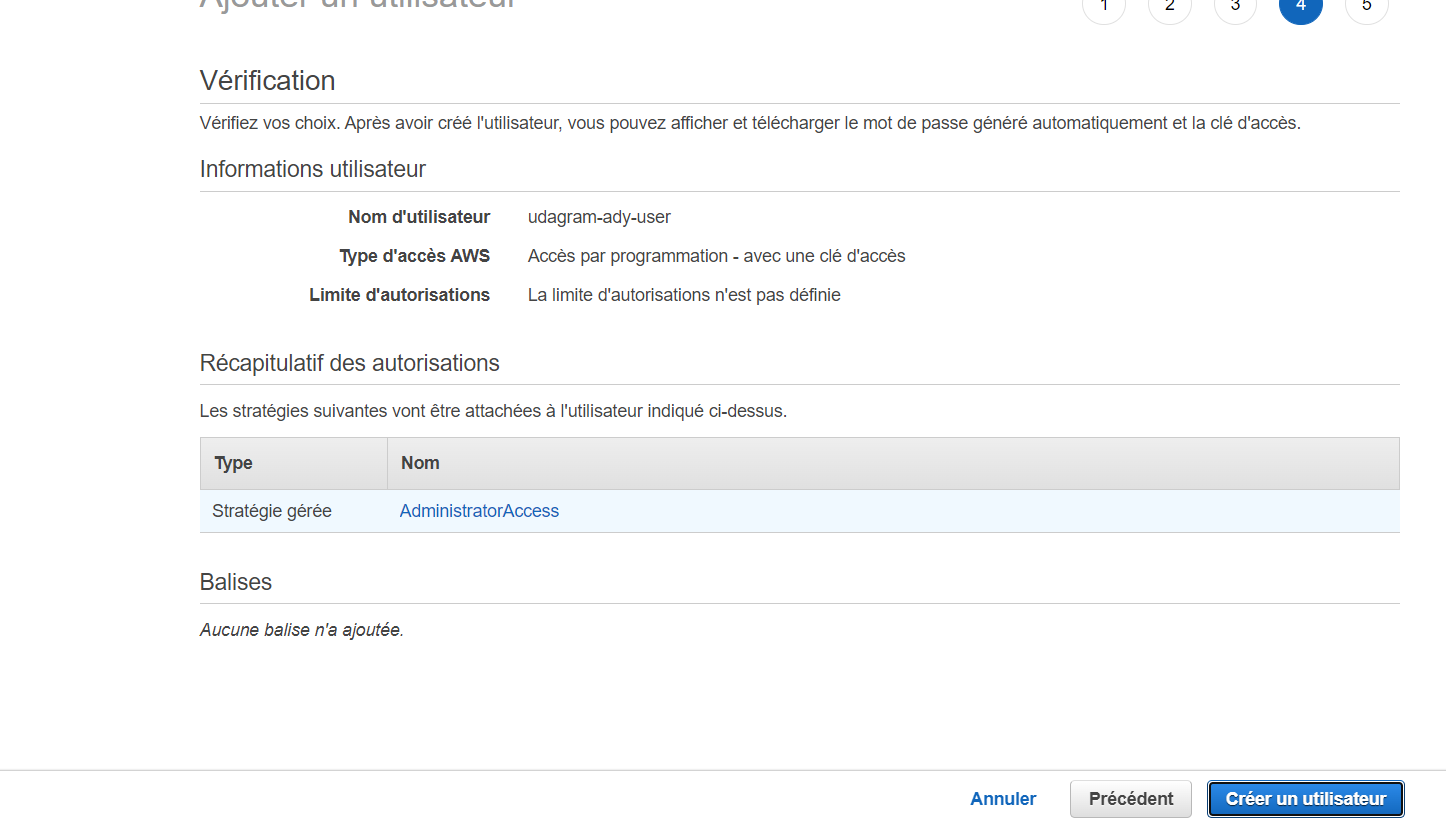 Ajouter un utilisateur
1 2 3 4 5
Vérification
Vérifiez vos choix. Après avoir créé l'utilisateur, vous pouvez afficher et télécharger le mot de passe généré automatiquement et la clé d'accès.
Informations utilisateur
Nom d'utilisateur udagram-ady-user
Type d'accès AWS Accès par programmation - avec une clé d'accès
Limite d'autorisations La limite d'autorisations n'est pas définie
Récapitulatif des autorisations
Les stratégies suivantes vont être attachées à l'utilisateur indiqué ci-dessus.
Type Nom
Stratégie gérée AdministratorAccess
Balises
Aucune balise n'a ajoutée.
Annuler Précédent Créer un utilisateur